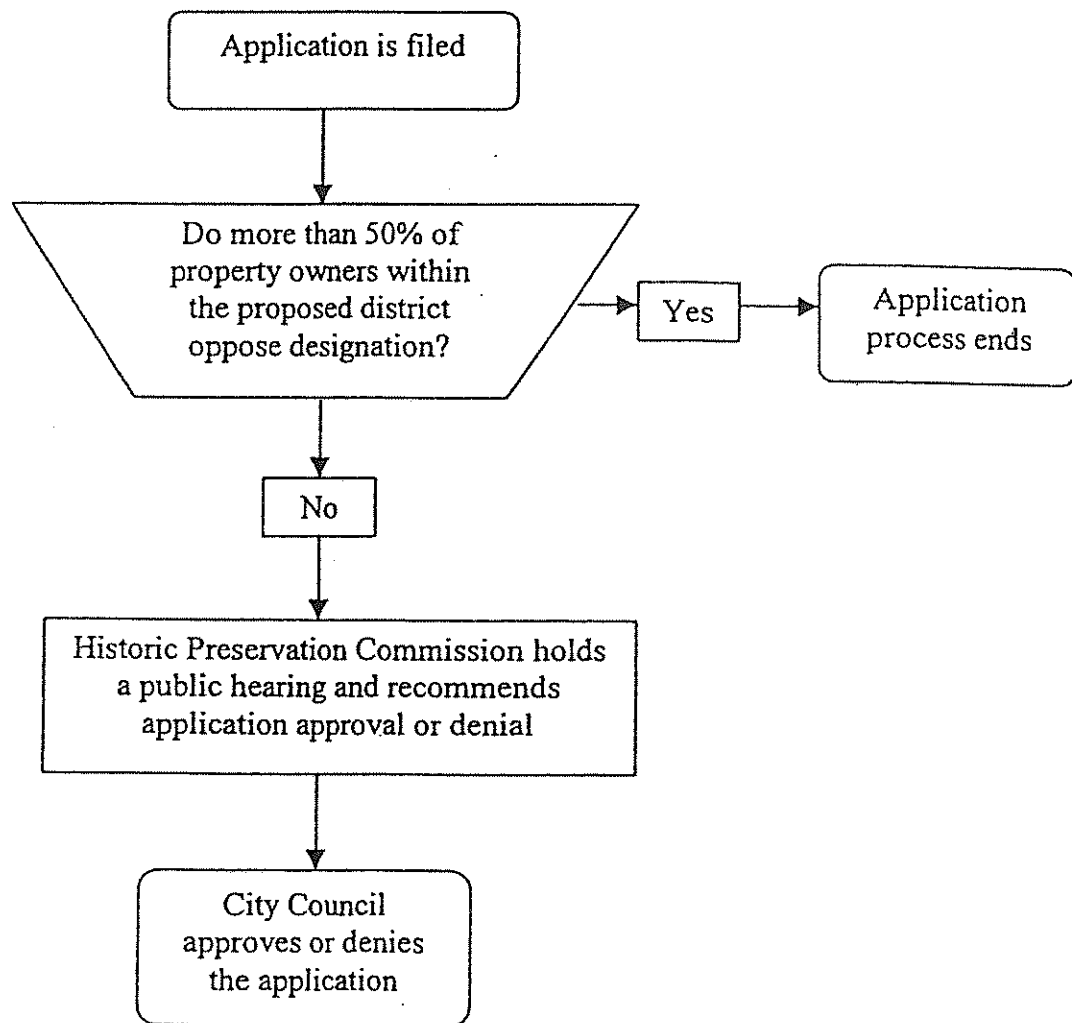 Application is filed
Do more than 50% of
property owners within
the proposed district
oppose designation?
Yes
Application
process ends
No
Historic Preservation Commission holds
a public hearing and recommends
application approval or denial
City Council
approves or denies
the application